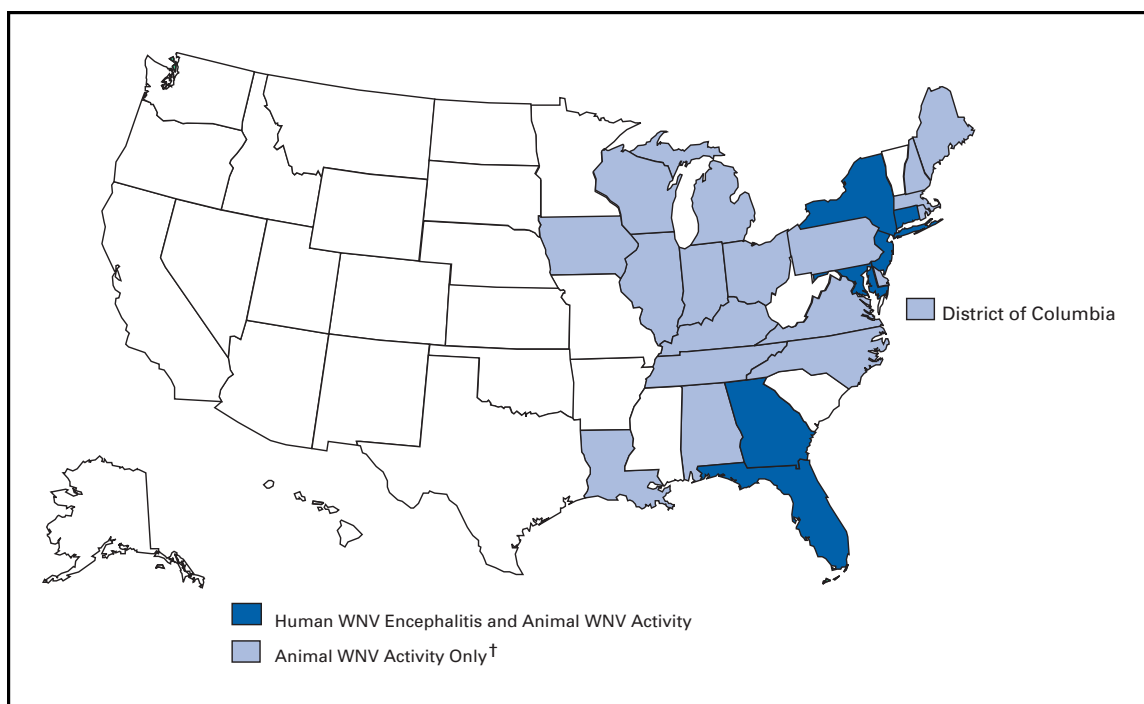 District of Columbia
Human WNV Encephalitis and Animal WNV Activity
Animal WNV Activity Only†